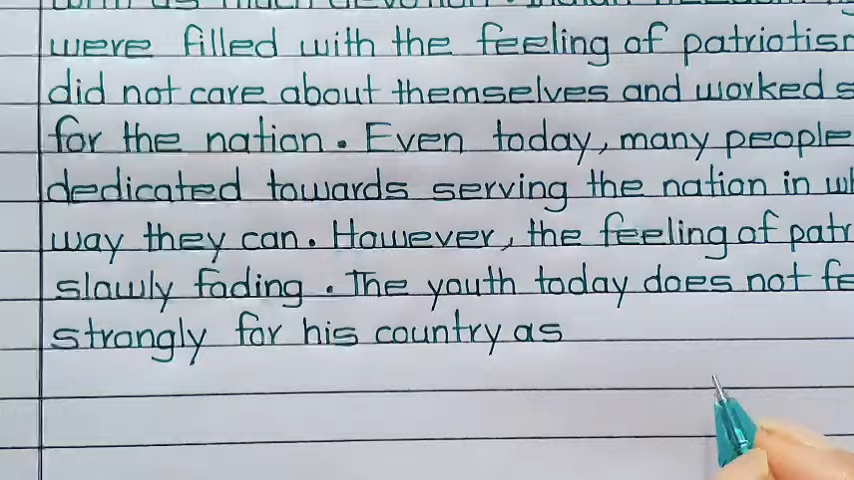 were filled with the feeling of
did not care about themselves and worked
for the nation. Even today, many people
dedicated towards serving the nation in
way they can. However, the feeling of
slowly fading. The youth today does not
strongly for his country as